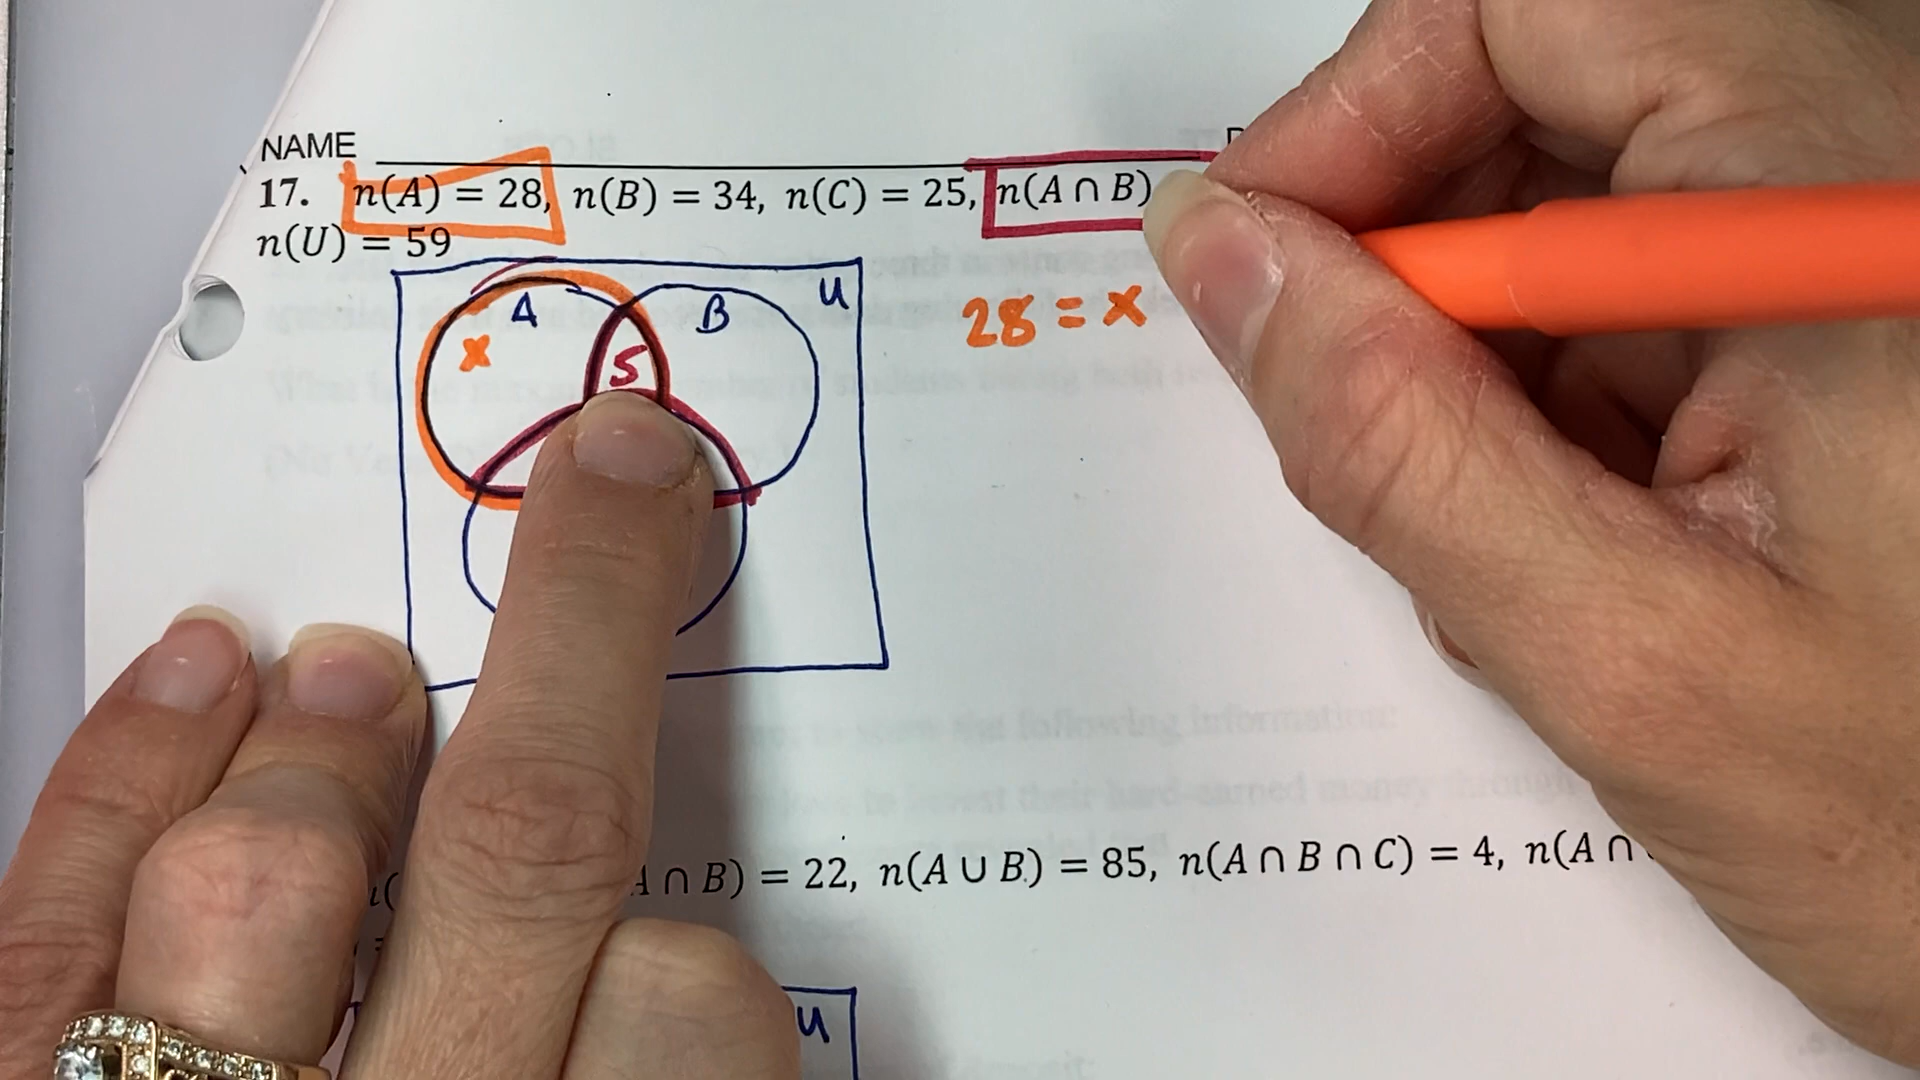 NAME
17. n(A) = 28, n(B) = 34, n(C) = 25, n(A ∩ B)
n(U) = 59
A B U
x 5
28 = x
∩ B) = 22, n(A ∪ B) = 85, n(A ∩ B ∩ C) = 4, n(A ∩
U